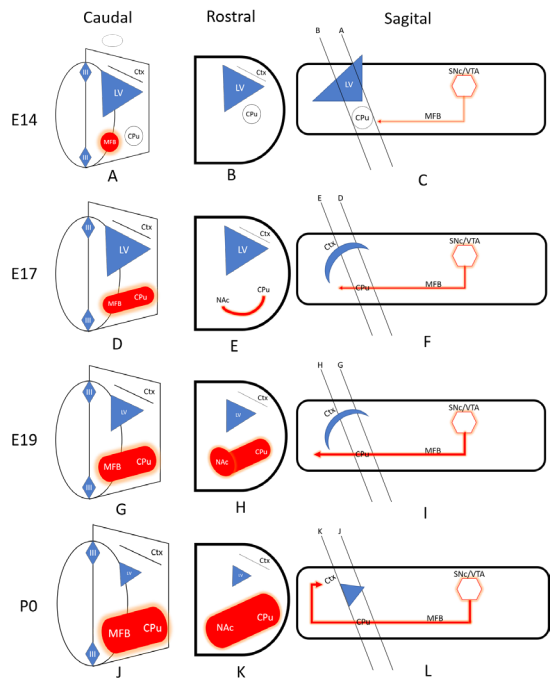 Caudal Rostral Sagital
E14
III Ctx LV CPu MFB III
A
Ctx LV CPu
B
B A LV CPu SNc/VTA MFB
C
E17
III Ctx LV MFB CPu III
D
Ctx LV NAc CPu
E
E D Ctx CPu SNc/VTA MFB
F
E19
III Ctx LV MFB CPu III
G
Ctx LV NAc CPu
H
H G Ctx CPu SNc/VTA MFB
I
P0
III Ctx LV MFB CPu III
J
Ctx LV NAc CPu
K
K J Ctx CPu SNc/VTA MFB
L